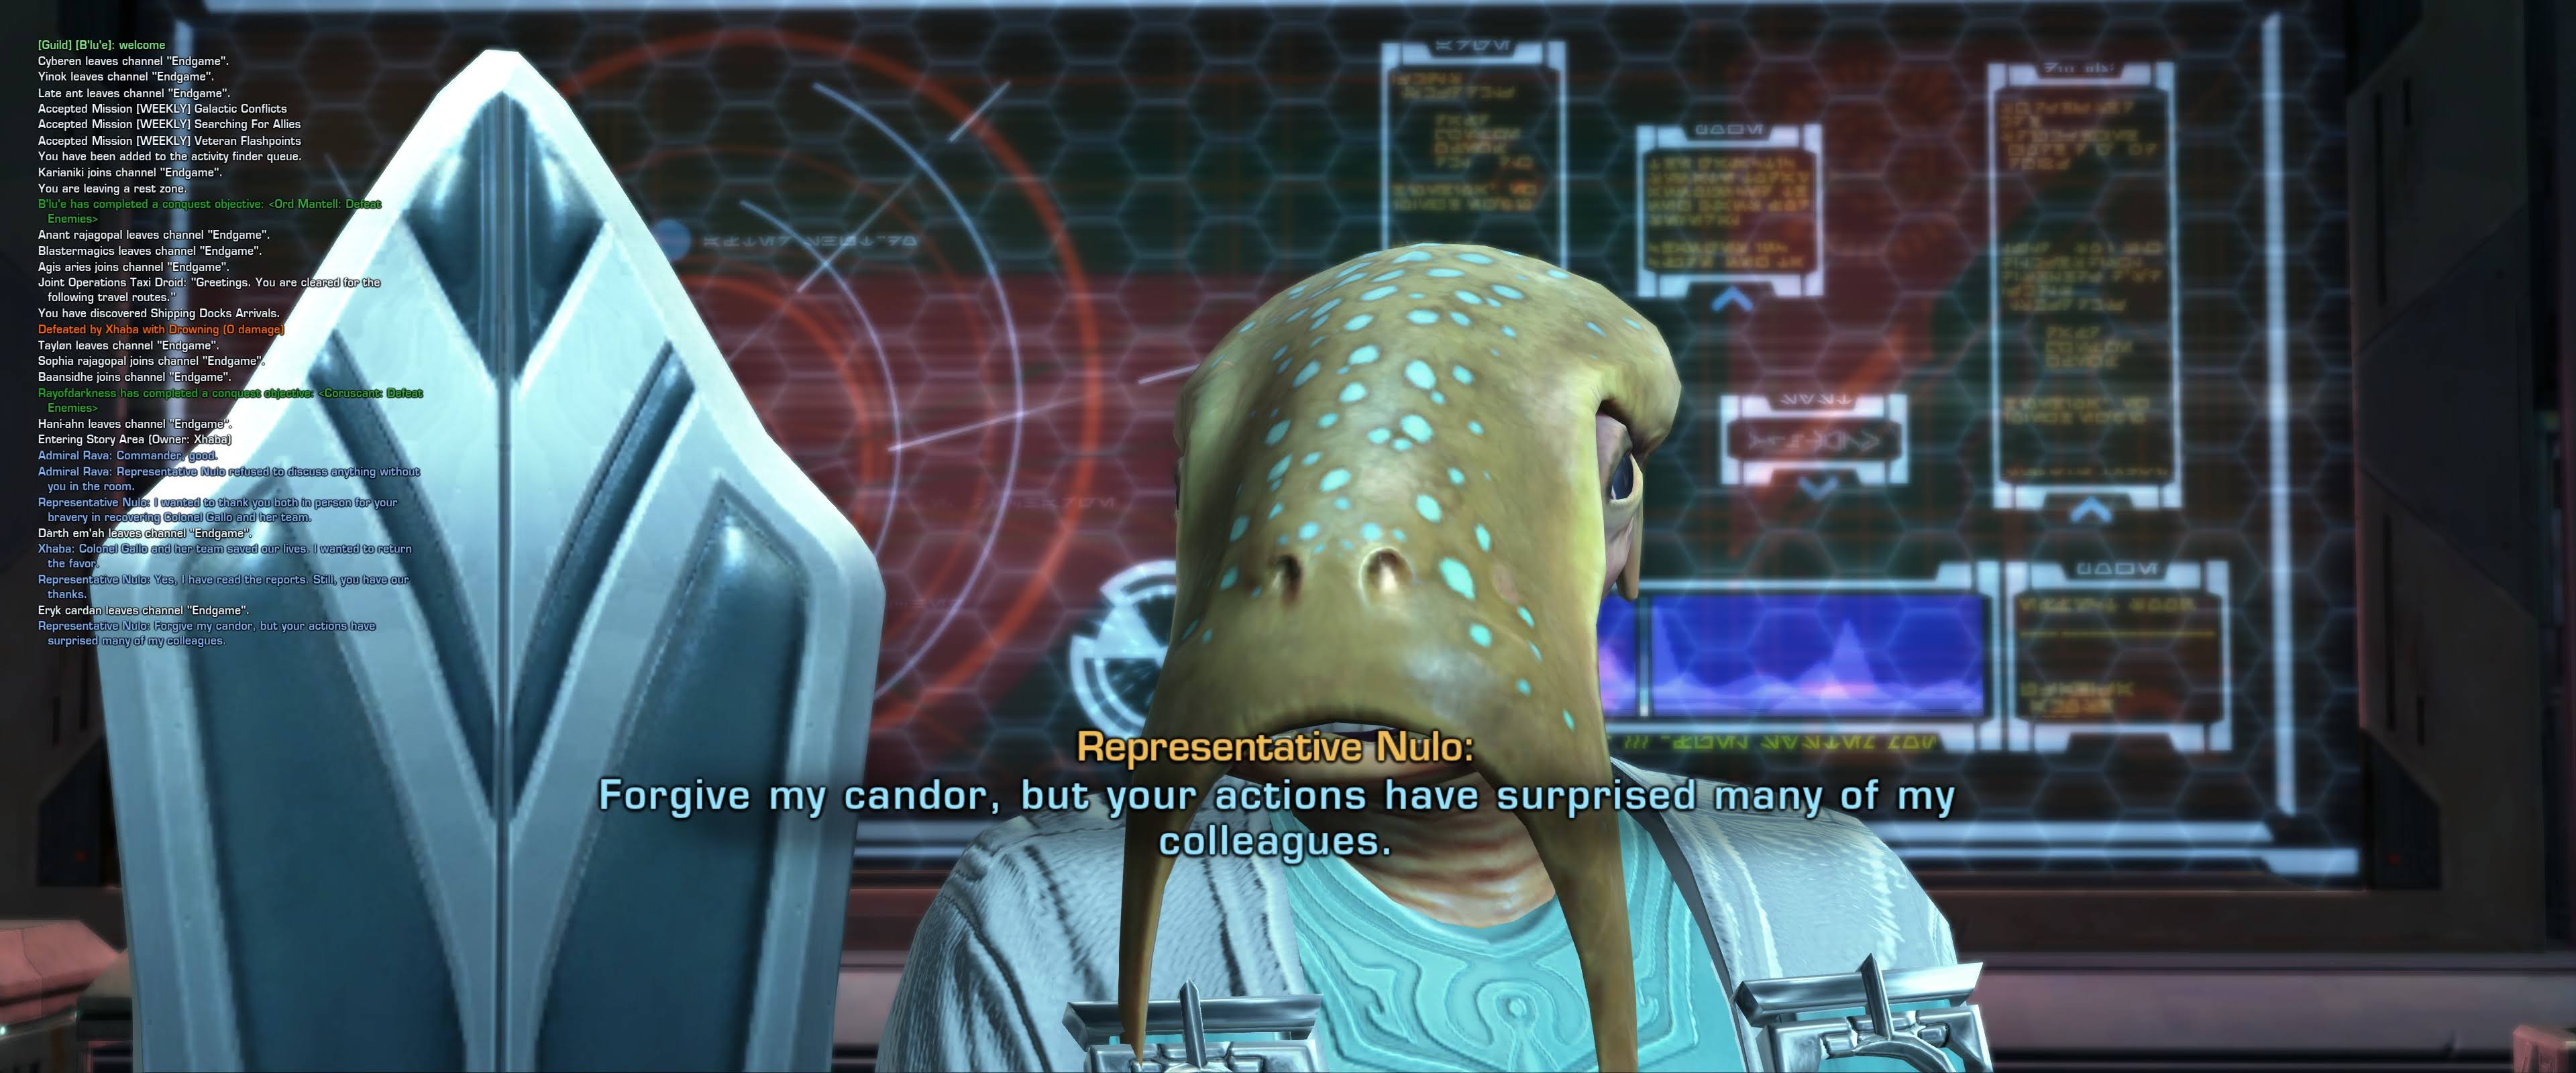 [Guild] [B'lu'e]: welcome
Cyberen leaves channel "Endgame".
Yinok leaves channel "Endgame".
Late ant leaves channel "Endgame".
Accepted Mission [WEEKLY] Galactic Conflicts
Accepted Mission [WEEKLY] Searching For Allies
Accepted Mission [WEEKLY] Veteran Flashpoints
You have been added to the activity finder queue.
Karianiki joins channel "Endgame".
You are leaving a rest zone.
B'lu'e has completed a conquest objective: <Ord Mantell: Defeat
Enemies>
Anant rajagopal leaves channel "Endgame".
Blastermagics leaves channel "Endgame".
Agis aries joins channel "Endgame".
Joint Operations Taxi Droid: "Greetings. You are cleared for the
following travel routes."
You have discovered Shipping Docks Arrivals.
Defeated by Xhaba with Drowning (0 damage)
Tayløn leaves channel "Endgame".
Sophia rajagopal joins channel "Endgame".
Baansidhe joins channel "Endgame".
Rayofdarkness has completed a conquest objective: <Coruscant: Defeat
Enemies>
Hani-ahn leaves channel "Endgame".
Entering Story Area (Owner: Xhaba)
Admiral Rava: Commander, good.
Admiral Rava: Representative Nulo refused to discuss anything without
you in the room.
Representative Nulo: I wanted to thank you both in person for your
bravery in recovering Colonel Gallo and her team.
Dàrth em'ah leaves channel "Endgame".
Xhaba: Colonel Gallo and her team saved our lives. I wanted to return
the favor.
Representative Nulo: Yes, I have read the reports. Still, you have our
thanks.
Eryk cardan leaves channel "Endgame".
Representative Nulo: Forgive my candor, but your actions have
surprised many of my colleagues.
Representative Nulo:
Forgive my candor, but your actions have surprised many of my
colleagues.